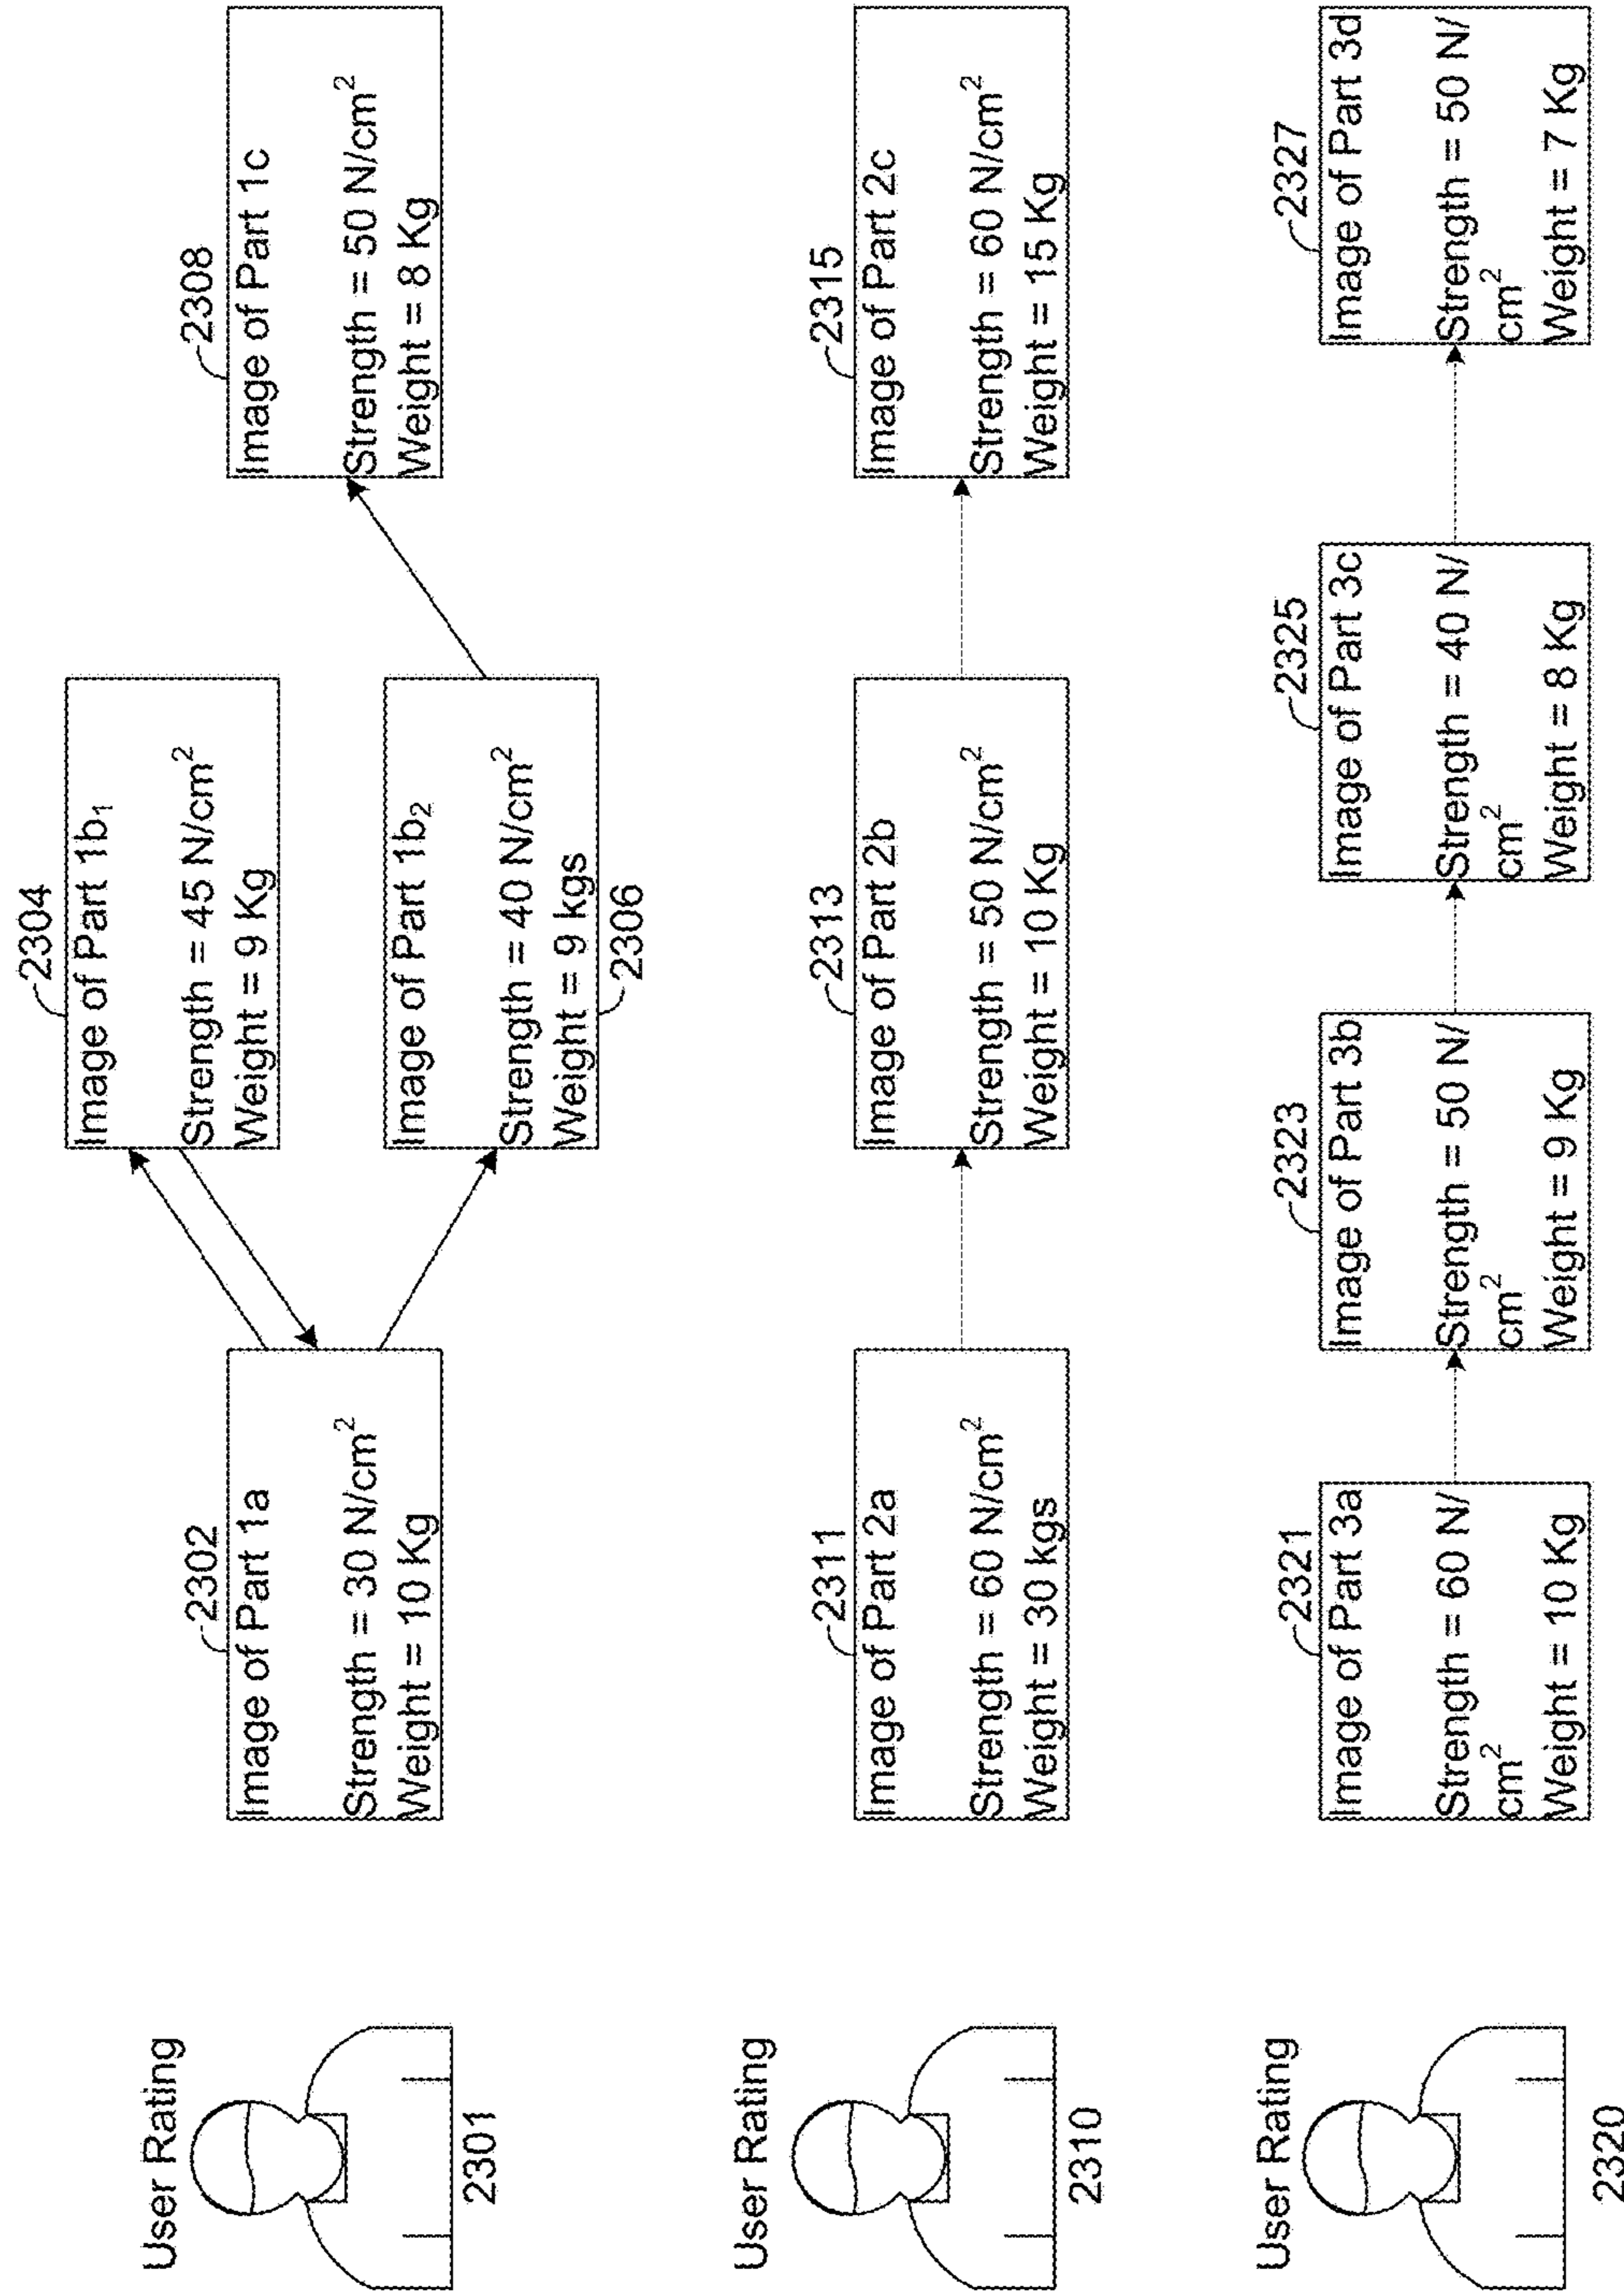 User Rating
2301
2302
Image of Part 1a
Strength = 30 N/cm²
Weight = 10 Kg
2304
Image of Part 1b₁
Strength = 45 N/cm²
Weight = 9 Kg
Image of Part 1b₂
Strength = 40 N/cm²
Weight = 9 kgs
2306
2308
Image of Part 1c
Strength = 50 N/cm²
Weight = 8 Kg
User Rating
2310
2311
Image of Part 2a
Strength = 60 N/cm²
Weight = 30 kgs
2313
Image of Part 2b
Strength = 50 N/cm²
Weight = 10 Kg
2315
Image of Part 2c
Strength = 60 N/cm²
Weight = 15 Kg
User Rating
2320
2321
Image of Part 3a
Strength = 60 N/
cm²
Weight = 10 Kg
2323
Image of Part 3b
Strength = 50 N/
cm²
Weight = 9 Kg
2325
Image of Part 3c
Strength = 40 N/
cm²
Weight = 8 Kg
2327
Image of Part 3d
Strength = 50 N/
cm²
Weight = 7 Kg